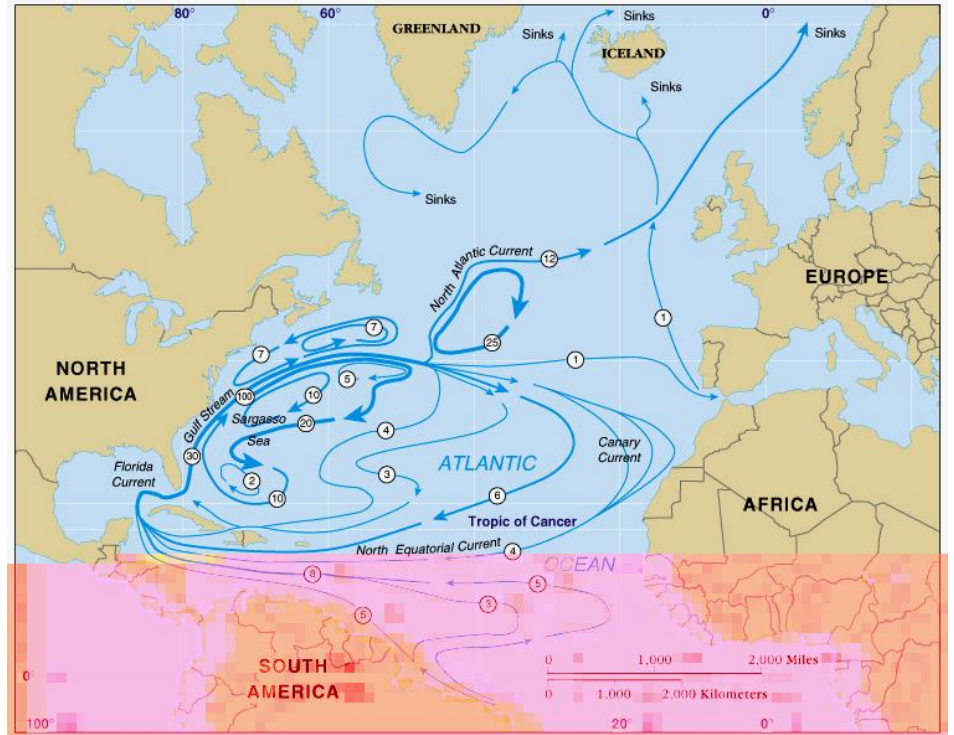 80°
60°
0°
GREENLAND
Sinks
Sinks
Sinks
ICELAND
Sinks
Sinks
North Atlantic Current
12
EUROPE
25
1
7
7
1
NORTH
AMERICA
5
10
100
Gulf Stream
Sargasso
Sea
20
4
30
Florida
Current
2
10
3
ATLANTIC
6
Canary
Current
AFRICA
Tropic of Cancer
North Equatorial Current
4
OCEAN
8
5
3
5
SOUTH
AMERICA
0 1,000 2,000 Miles
0 1,000 2,000 Kilometers
0°
100°
20°
0°